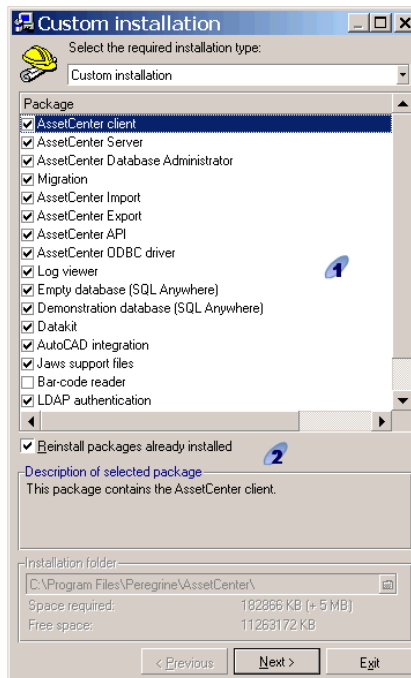 Custom installation
Select the required installation type:
Custom installation
Package
AssetCenter client
AssetCenter Server
AssetCenter Database Administrator
Migration
AssetCenter Import
AssetCenter Export
AssetCenter API
AssetCenter ODBC driver
Log viewer
1
Empty database (SQL Anywhere)
Demonstration database (SQL Anywhere)
Datakit
AutoCAD integration
Jaws support files
Bar-code reader
LDAP authentication
Reinstall packages already installed
2
Description of selected package
This package contains the AssetCenter client.
Installation folder
C:\Program Files\Peregrine\AssetCenter\
Space required: 182866 KB (+ 5 MB)
Free space: 11263172 KB
< Previous Next > Exit